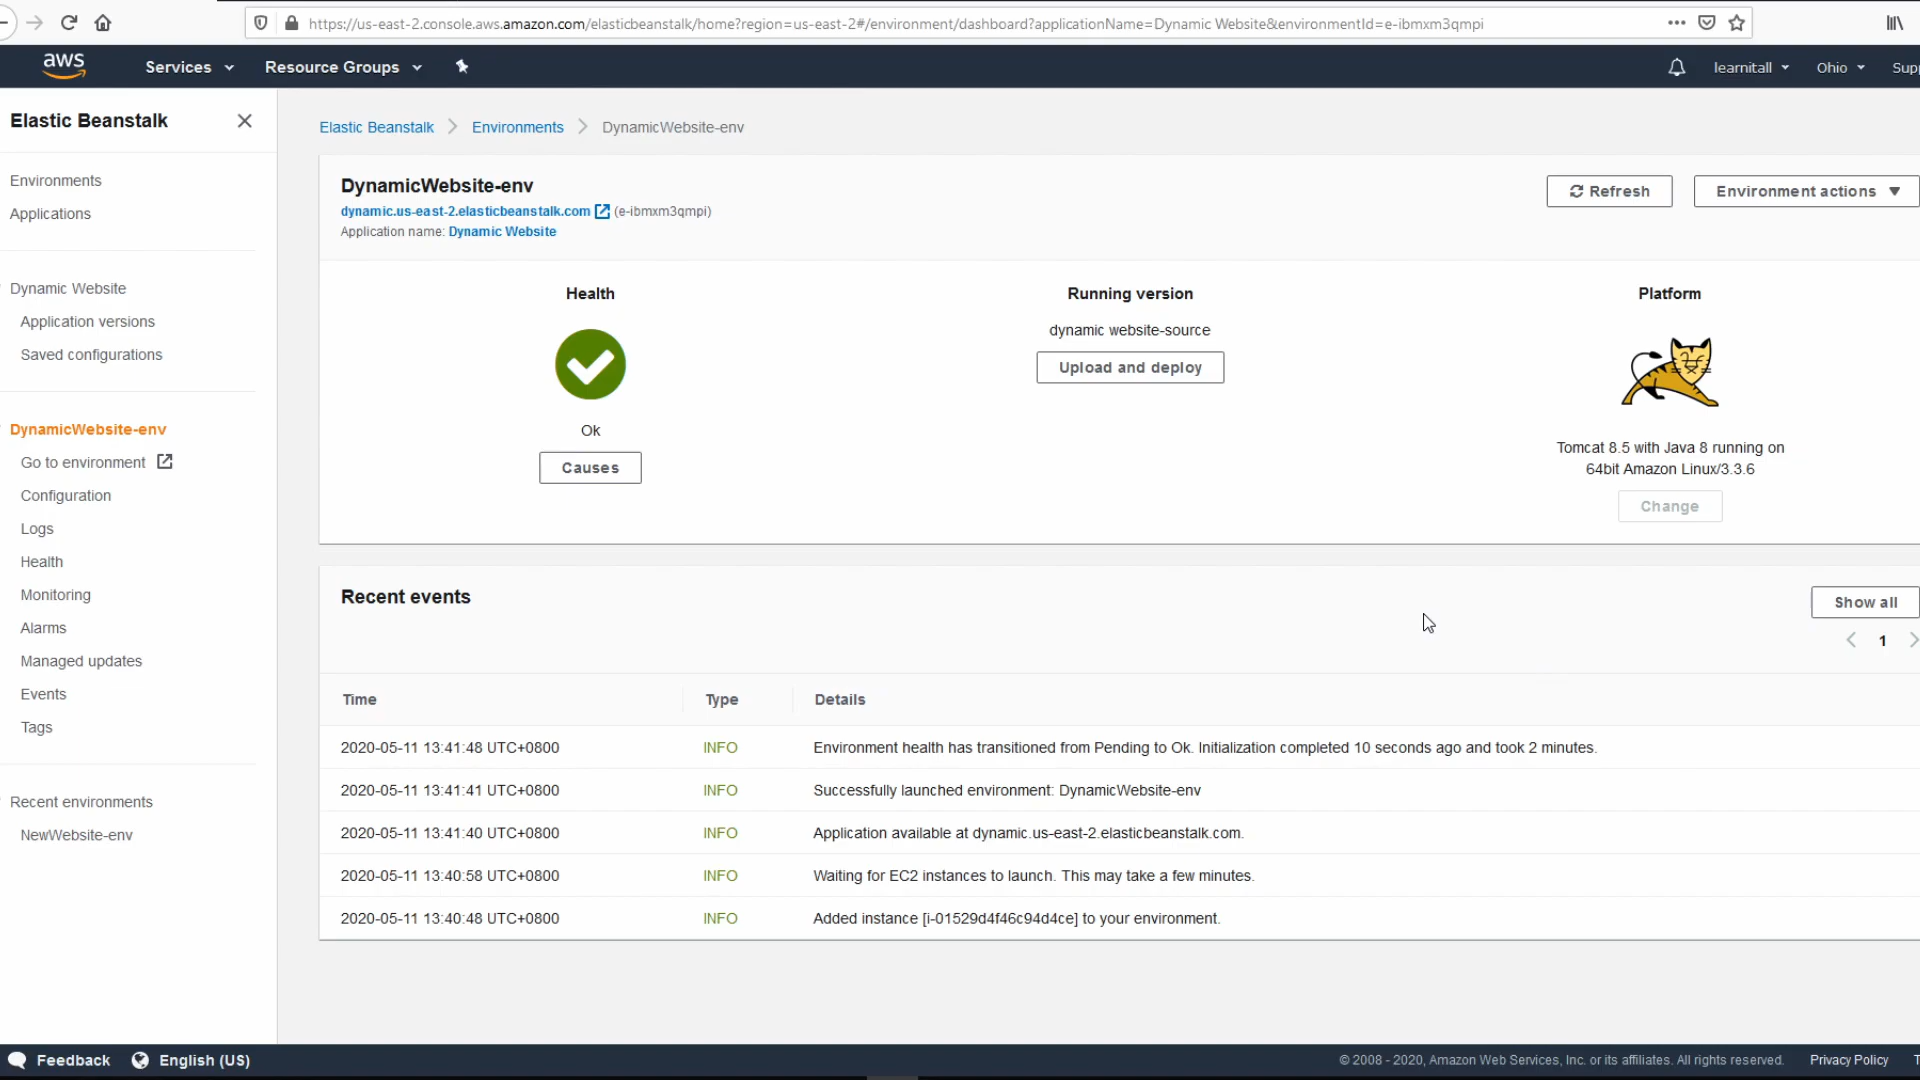 https://us-east-2.console.aws.amazon.com/elasticbeanstalk/home?region=us-east-2#/environment/dashboard?applicationName=Dynamic Website&environmentId=e-ibmxm3qmpi
aws
Services
Resource Groups
learnitall
Ohio
Supp
Elastic Beanstalk
Environments
Applications
Dynamic Website
Application versions
Saved configurations
DynamicWebsite-env
Go to environment
Configuration
Logs
Health
Monitoring
Alarms
Managed updates
Events
Tags
Recent environments
NewWebsite-env
Elastic Beanstalk > Environments > DynamicWebsite-env
DynamicWebsite-env
dynamic.us-east-2.elasticbeanstalk.com (e-ibmxm3qmpi)
Application name: Dynamic Website
Refresh
Environment actions
Health
Ok
Causes
Running version
dynamic website-source
Upload and deploy
Platform
Tomcat 8.5 with Java 8 running on
64bit Amazon Linux/3.3.6
Change
Recent events
Show all
1
Time Type Details
2020-05-11 13:41:48 UTC+0800 INFO Environment health has transitioned from Pending to Ok. Initialization completed 10 seconds ago and took 2 minutes.
2020-05-11 13:41:41 UTC+0800 INFO Successfully launched environment: DynamicWebsite-env
2020-05-11 13:41:40 UTC+0800 INFO Application available at dynamic.us-east-2.elasticbeanstalk.com.
2020-05-11 13:40:58 UTC+0800 INFO Waiting for EC2 instances to launch. This may take a few minutes.
2020-05-11 13:40:48 UTC+0800 INFO Added instance [i-01529d4f46c94d4ce] to your environment.
Feedback
English (US)
© 2008 - 2020, Amazon Web Services, Inc. or its affiliates. All rights reserved.
Privacy Policy
T